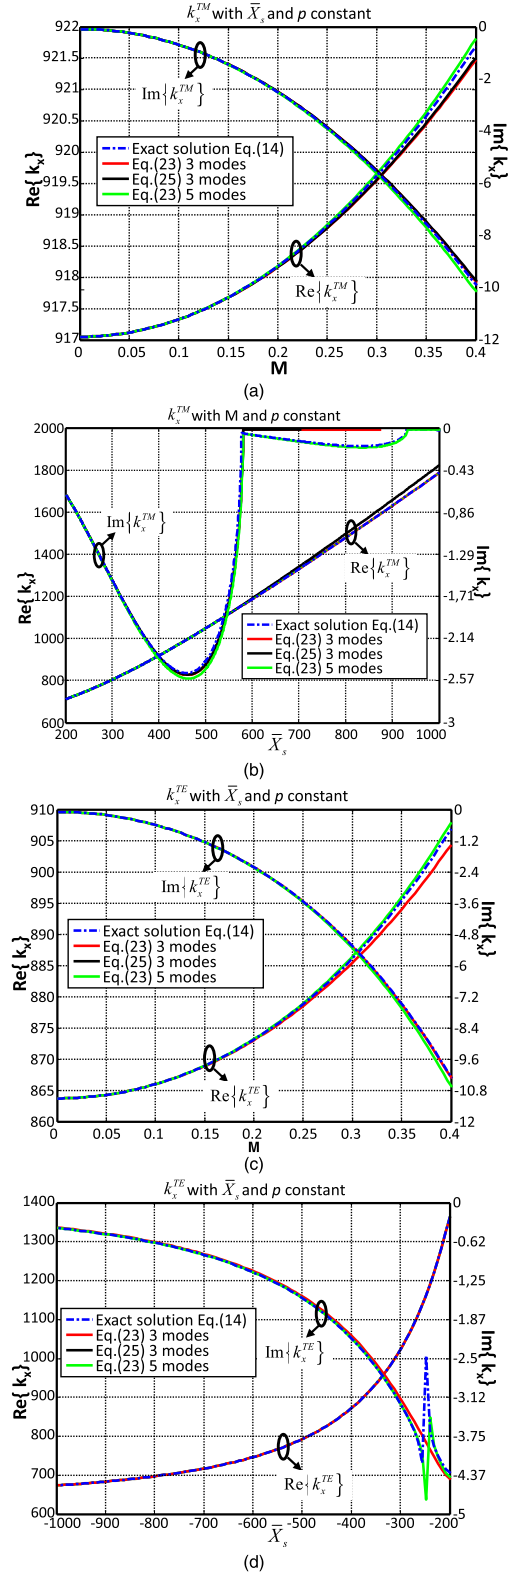 k_x^{TM} with X̄_s and p constant
922
921.5
921
920.5
920
919.5
919
918.5
918
917.5
917
0
-2
-4
-6
-8
-10
-12
Re{ k_x}
Im{ k_x}
Im{k_x^{TM}}
Exact solution Eq.(14)
Eq.(23) 3 modes
Eq.(25) 3 modes
Eq.(23) 5 modes
Re{k_x^{TM}}
0 0.05 0.1 0.15 0.2 0.25 0.3 0.35 0.4
M
(a)
k_x^{TM} with M and p constant
2000
1800
1600
1400
1200
1000
800
600
0
-0.43
-0.86
-1.29
-1.71
-2.14
-2.57
-3
Re{ k_x}
Im{ k_x}
Im{k_x^{TM}}
Re{k_x^{TM}}
Exact solution Eq.(14)
Eq.(23) 3 modes
Eq.(25) 3 modes
Eq.(23) 5 modes
200 300 400 500 600 700 800 900 1000
X̄_s
(b)
k_x^{TE} with X̄_s and p constant
910
905
900
895
890
885
880
875
870
865
860
0
-1.2
-2.4
-3.6
-4.8
-6
-7.2
-8.4
-9.6
-10.8
-12
Re{ k_x}
Im{ k_x}
Im{k_x^{TE}}
Exact solution Eq.(14)
Eq.(23) 3 modes
Eq.(25) 3 modes
Eq.(23) 5 modes
Re{k_x^{TE}}
0 0.05 0.1 0.15 0.2 0.25 0.3 0.35 0.4
M
(c)
k_x^{TE} with X̄_s and p constant
1400
1300
1200
1100
1000
900
800
700
600
0
-0.62
-1.25
-1.87
-2.5
-3.12
-3.75
-4.37
-5
Re{ k_x}
Im{ k_x}
Exact solution Eq.(14)
Eq.(23) 3 modes
Eq.(25) 3 modes
Eq.(23) 5 modes
Im{k_x^{TE}}
Re{k_x^{TE}}
-1000 -900 -800 -700 -600 -500 -400 -300 -200
X̄_s
(d)